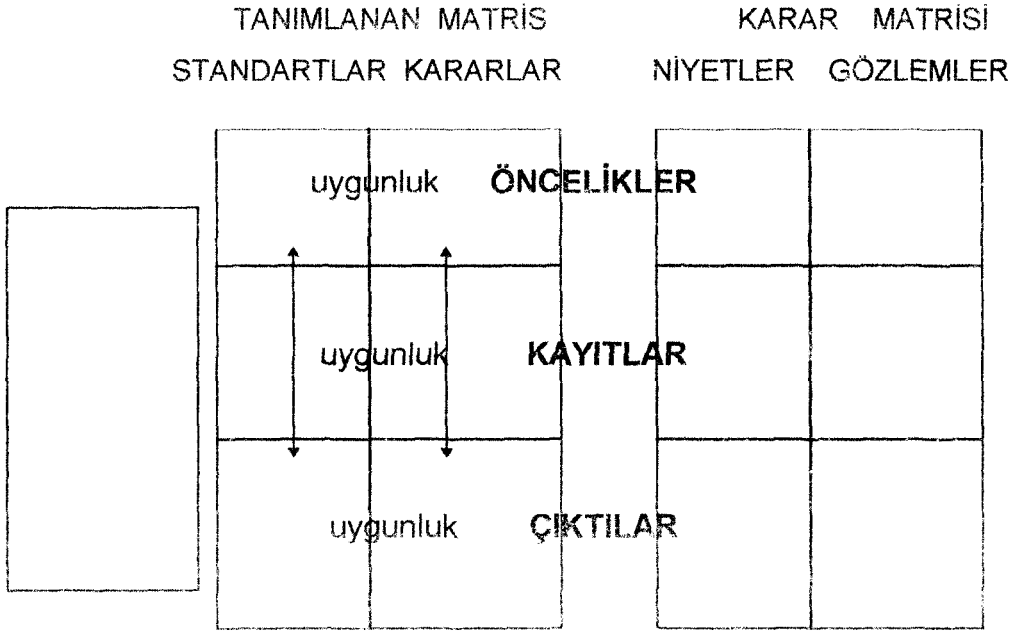 TANIMLANAN MATRİS KARAR MATRİSİ
STANDARTLAR KARARLAR NİYETLER GÖZLEMLER
uygunluk ÖNCELİKLER
uygunluk KAYITLAR
uygunluk ÇIKTILAR